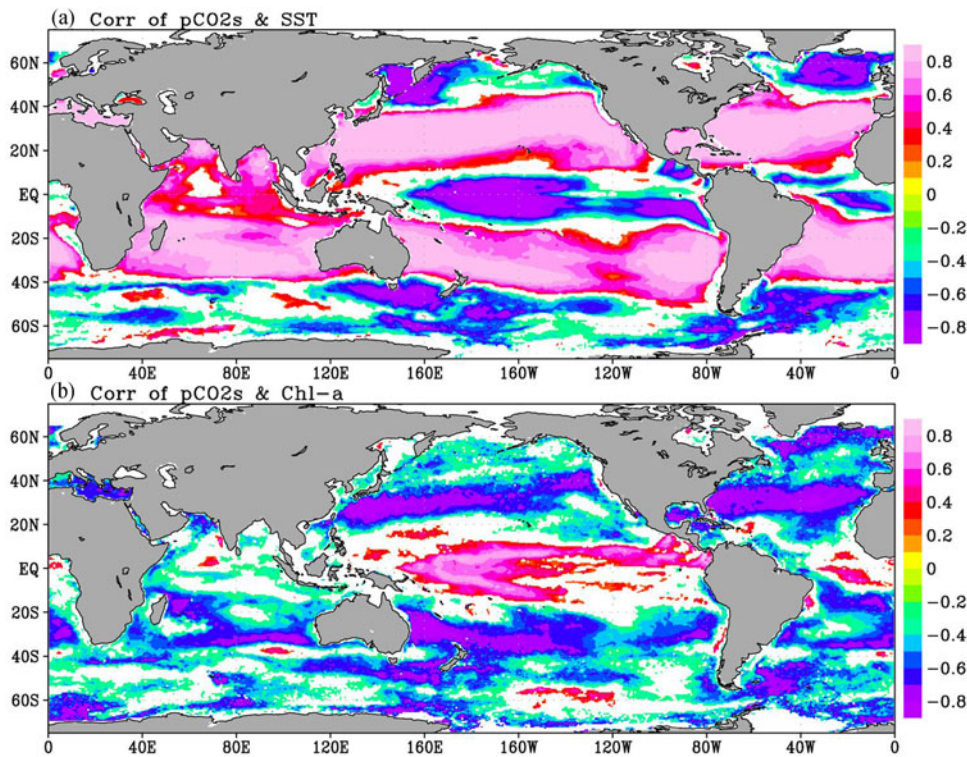 (a) Corr of pCO2s & SST
60N
40N
20N
EQ
20S
40S
60S
0 40E 80E 120E 160E 160W 120W 80W 40W 0
0.8
0.6
0.4
0.2
0
−0.2
−0.4
−0.6
−0.8
(b) Corr of pCO2s & Chl-a
60N
40N
20N
EQ
20S
40S
60S
0 40E 80E 120E 160E 160W 120W 80W 40W 0
0.8
0.6
0.4
0.2
0
−0.2
−0.4
−0.6
−0.8